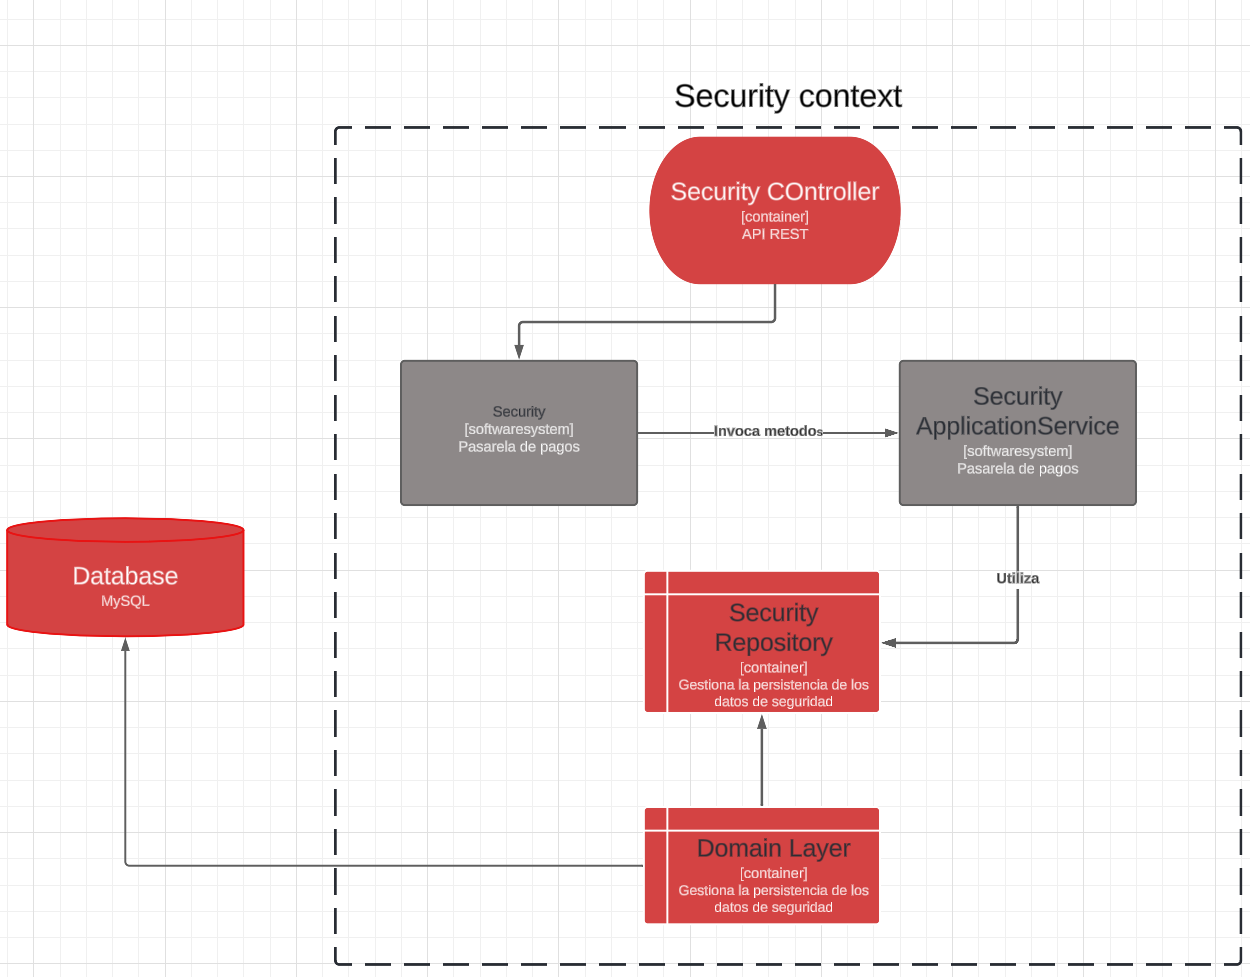 Security context
Security COntroller
[container]
API REST
Security
[softwaresystem]
Pasarela de pagos
Invoca metodos
Security
ApplicationService
[softwaresystem]
Pasarela de pagos
Database
MySQL
Utiliza
Security
Repository
[container]
Gestiona la persistencia de los
datos de seguridad
Domain Layer
[container]
Gestiona la persistencia de los
datos de seguridad